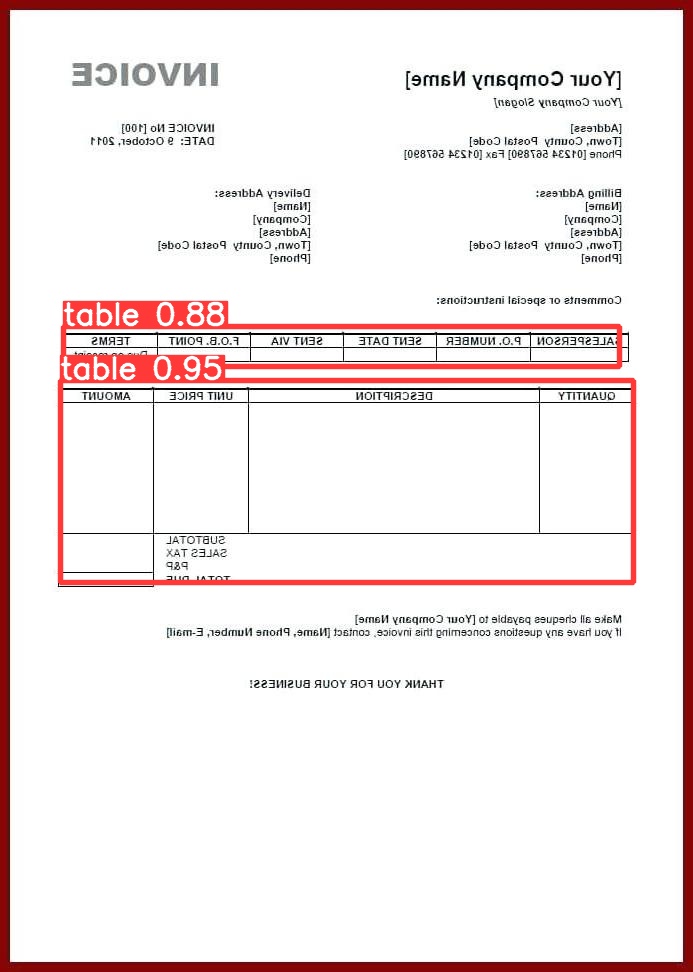 [Your Company Name]
INVOICE
[Your Company Slogan]
[Address]
[Town, County Postal Code]
Phone [01234 567890] Fax [01234 567890]
INVOICE No [100]
DATE: 9 October, 2011
Billing Address:
[Name]
[Company]
[Address]
[Town, County Postal Code]
[Phone]
Delivery Address:
[Name]
[Company]
[Address]
[Town, County Postal Code]
[Phone]
Comments or special instructions:
table 0.88
SALESPERSON P.O. NUMBER SENT DATE SENT VIA F.O.B. POINT TERMS
Due on receipt
table 0.95
QUANTITY DESCRIPTION UNIT PRICE AMOUNT
SUBTOTAL
SALES TAX
P&P
TOTAL DUE
Make all cheques payable to [Your Company Name]
If you have any questions concerning this invoice, contact [Name, Phone Number, E-mail]
THANK YOU FOR YOUR BUSINESS!